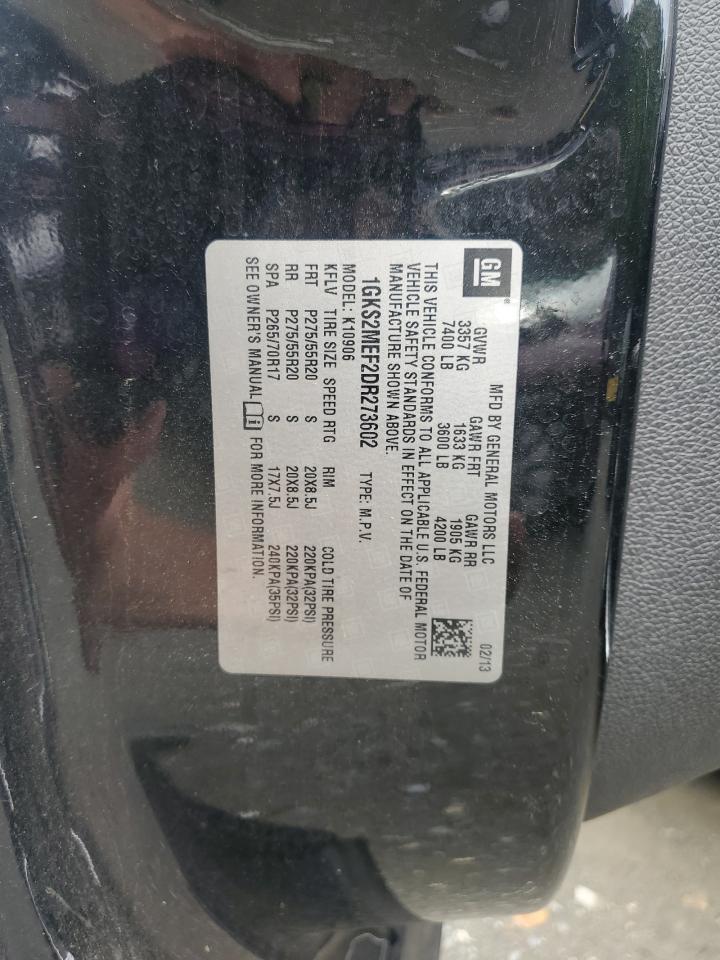 GM®
MFD BY GENERAL MOTORS LLC 02/13
GVWR GAWR FRT GAWR RR
3357 KG 1633 KG 1905 KG
7400 LB 3600 LB 4200 LB
THIS VEHICLE CONFORMS TO ALL APPLICABLE U.S. FEDERAL MOTOR
VEHICLE SAFETY STANDARDS IN EFFECT ON THE DATE OF
MANUFACTURE SHOWN ABOVE.
1GKS2MEF2DR273602 TYPE: M.P.V.
MODEL: K10906
KFLV TIRE SIZE SPEED RTG RIM COLD TIRE PRESSURE
FRT P275/55R20 S 20X8.5J 220KPA(32PSI)
RR P275/55R20 S 20X8.5J 220KPA(32PSI)
SPA P265/70R17 S 17X7.5J 240KPA(35PSI)
SEE OWNER'S MANUAL i FOR MORE INFORMATION.